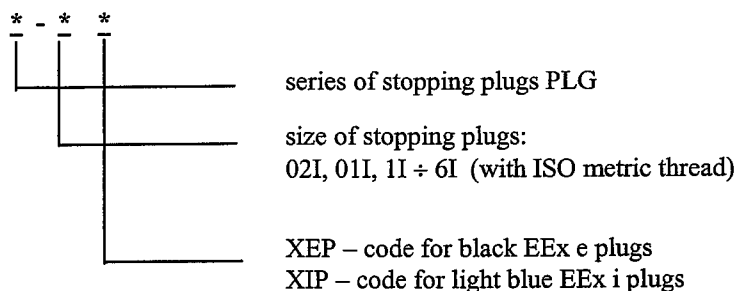 * - * *
series of stopping plugs PLG
size of stopping plugs:
02I, 01I, 1I ÷ 6I (with ISO metric thread)
XEP – code for black EEx e plugs
XIP – code for light blue EEx i plugs